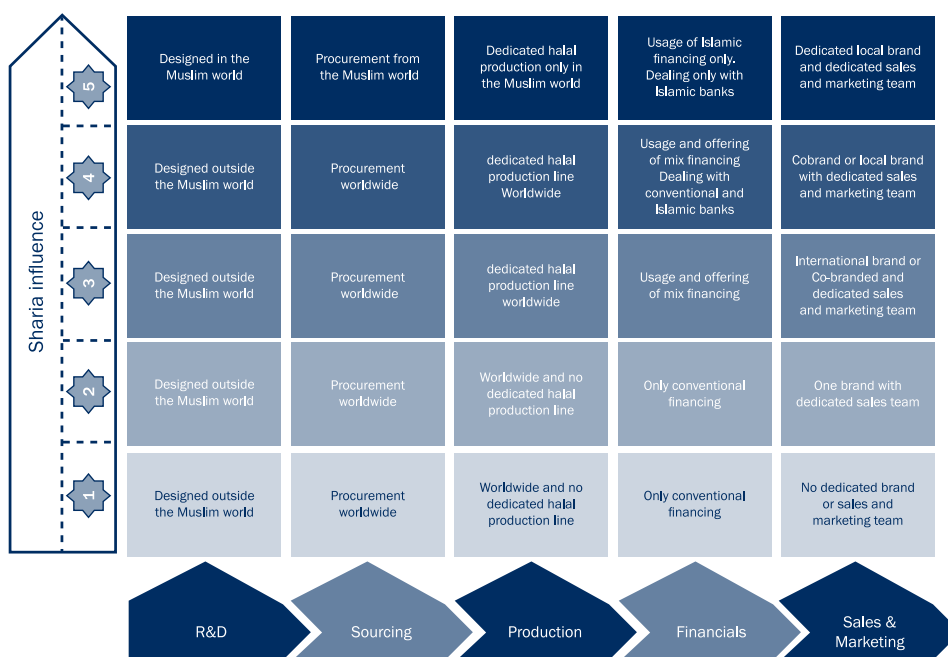 Sharia influence
5
Designed in the
Muslim world
Procurement from
the Muslim world
Dedicated halal
production only in
the Muslim world
Usage of Islamic
financing only.
Dealing only with
Islamic banks
Dedicated local brand
and dedicated sales
and marketing team
4
Designed outside
the Muslim world
Procurement
worldwide
dedicated halal
production line
Worldwide
Usage and offering
of mix financing
Dealing with
conventional and
Islamic banks
Cobrand or local brand
with dedicated sales
and marketing team
3
Designed outside
the Muslim world
Procurement
worldwide
dedicated halal
production line
worldwide
Usage and offering
of mix financing
International brand or
Co-branded and
dedicated sales
and marketing team
2
Designed outside
the Muslim world
Procurement
worldwide
Worldwide and no
dedicated halal
production line
Only conventional
financing
One brand with
dedicated sales team
1
Designed outside
the Muslim world
Procurement
worldwide
Worldwide and no
dedicated halal
production line
Only conventional
financing
No dedicated brand
or sales and
marketing team
R&D
Sourcing
Production
Financials
Sales &
Marketing